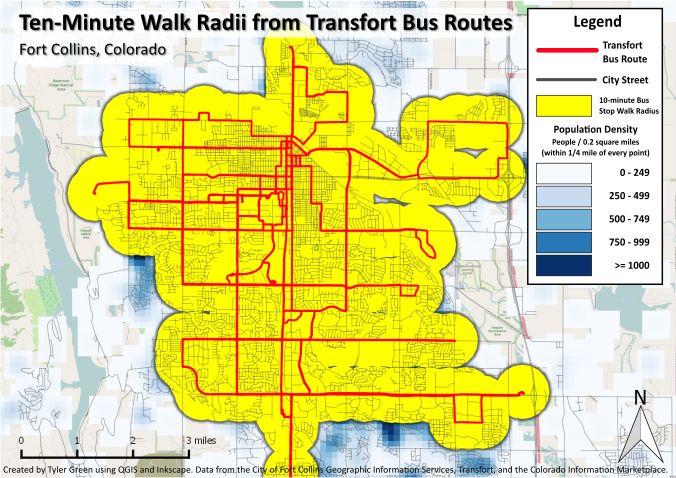 Ten-Minute Walk Radii from Transfort Bus Routes
Fort Collins, Colorado
Legend
Transfort
Bus Route
City Street
10-minute Bus
Stop Walk Radius
Population Density
People / 0.2 square miles
(within 1/4 mile of every point)
0 - 249
250 - 499
500 - 749
750 - 999
>= 1000
N
0 1 2 3 miles
Created by Tyler Green using QGIS and Inkscape. Data from the City of Fort Collins Geographic Information Services, Transfort, and the Colorado Information Marketplace.